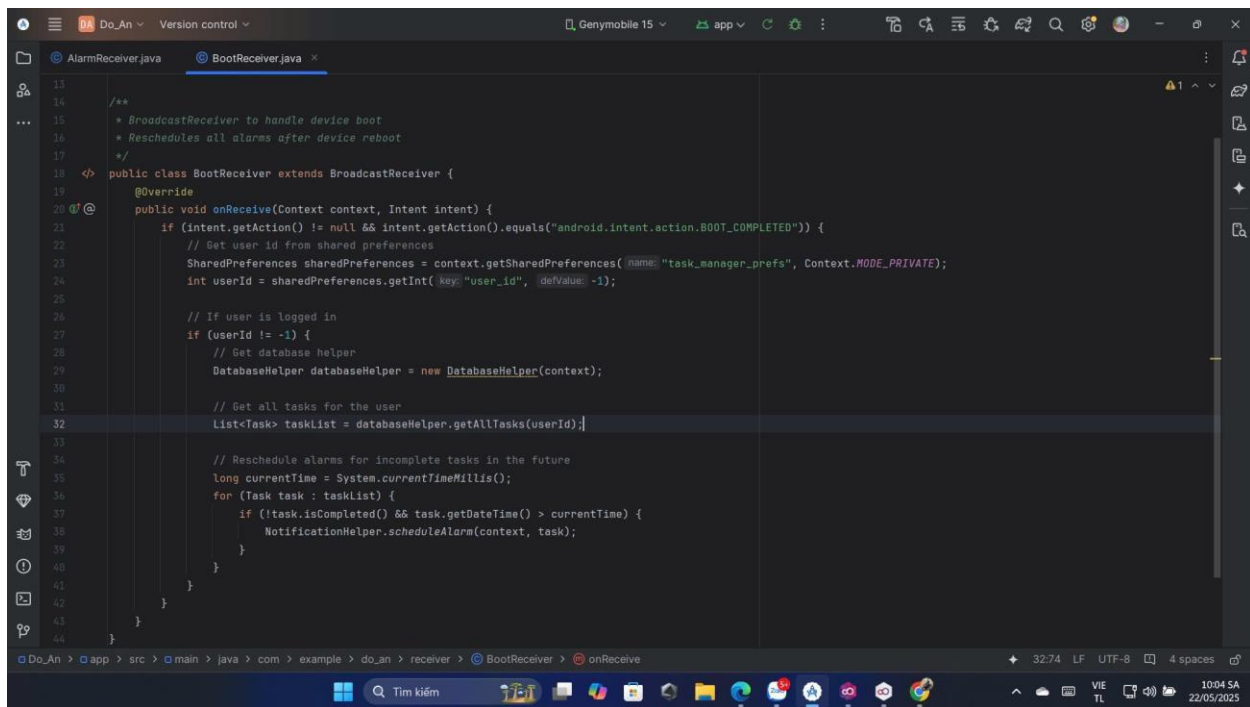 DA Do_An Version control Genymobile 15 app
AlarmReceiver.java BootReceiver.java
1
13
14 /**
15 * BroadcastReceiver to handle device boot
16 * Reschedules all alarms after device reboot
17 */
18 public class BootReceiver extends BroadcastReceiver {
19 @Override
20 public void onReceive(Context context, Intent intent) {
21 if (intent.getAction() != null && intent.getAction().equals("android.intent.action.BOOT_COMPLETED")) {
22 // Get user id from shared preferences
23 SharedPreferences sharedPreferences = context.getSharedPreferences( name: "task_manager_prefs", Context.MODE_PRIVATE);
24 int userId = sharedPreferences.getInt( key: "user_id", defValue: -1);
25
26 // If user is logged in
27 if (userId != -1) {
28 // Get database helper
29 DatabaseHelper databaseHelper = new DatabaseHelper(context);
30
31 // Get all tasks for the user
32 List<Task> taskList = databaseHelper.getAllTasks(userId);
33
34 // Reschedule alarms for incomplete tasks in the future
35 long currentTime = System.currentTimeMillis();
36 for (Task task : taskList) {
37 if (!task.isCompleted() && task.getDateTime() > currentTime) {
38 NotificationHelper.scheduleAlarm(context, task);
39 }
40 }
41 }
42 }
43 }
44 }
Do_An > app > src > main > java > com > example > do_an > receiver > BootReceiver > onReceive 32:74 LF UTF-8 4 spaces
Tìm kiếm 5+ VIE 10:04 SA
TL 22/05/2025